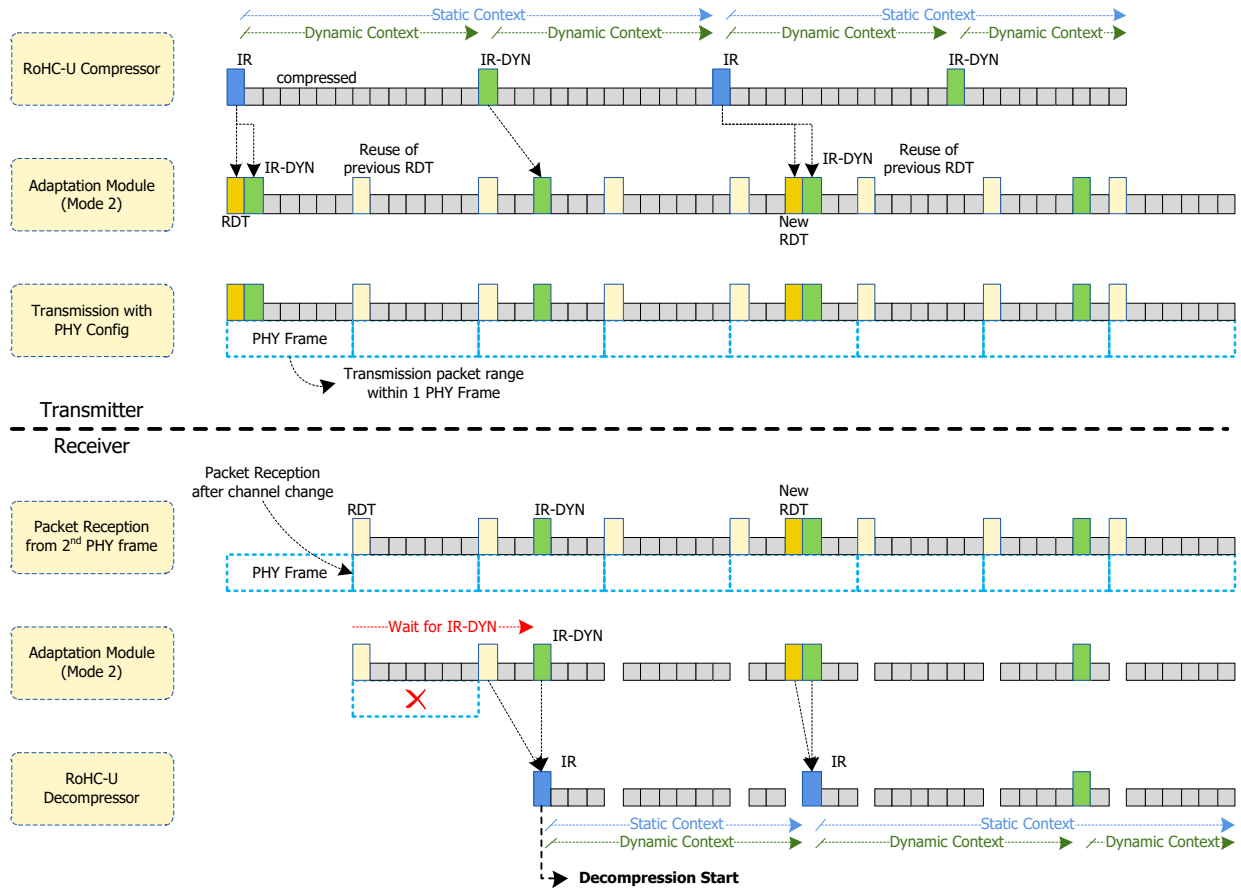 Static Context
Static Context
Dynamic Context
Dynamic Context
Dynamic Context
Dynamic Context
RoHC-U Compressor
IR
compressed
IR-DYN
IR
IR-DYN
Adaptation Module
(Mode 2)
IR-DYN
Reuse of
previous RDT
IR-DYN
Reuse of
previous RDT
RDT
New
RDT
Transmission with
PHY Config
PHY Frame
Transmission packet range
within 1 PHY Frame
Transmitter
Receiver
Packet Reception
after channel change
Packet Reception
from 2nd PHY frame
RDT
IR-DYN
New
RDT
PHY Frame
Adaptation Module
(Mode 2)
Wait for IR-DYN
IR-DYN
RoHC-U
Decompressor
IR
IR
Static Context
Static Context
Dynamic Context
Dynamic Context
Dynamic Context
Decompression Start